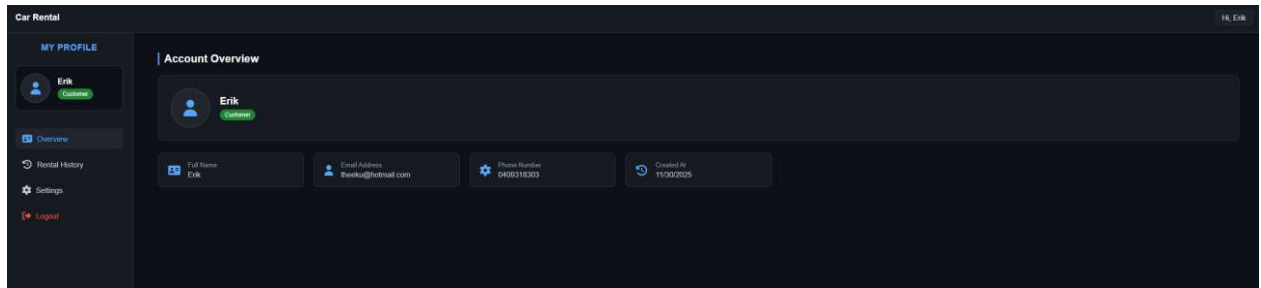 Car Rental
Hi, Erik
MY PROFILE
Erik
Customer
Overview
Rental History
Settings
Logout
Account Overview
Erik
Customer
Full Name
Erik
Email Address
theeku@hotmail.com
Phone Number
0409318303
Created At
11/30/2025